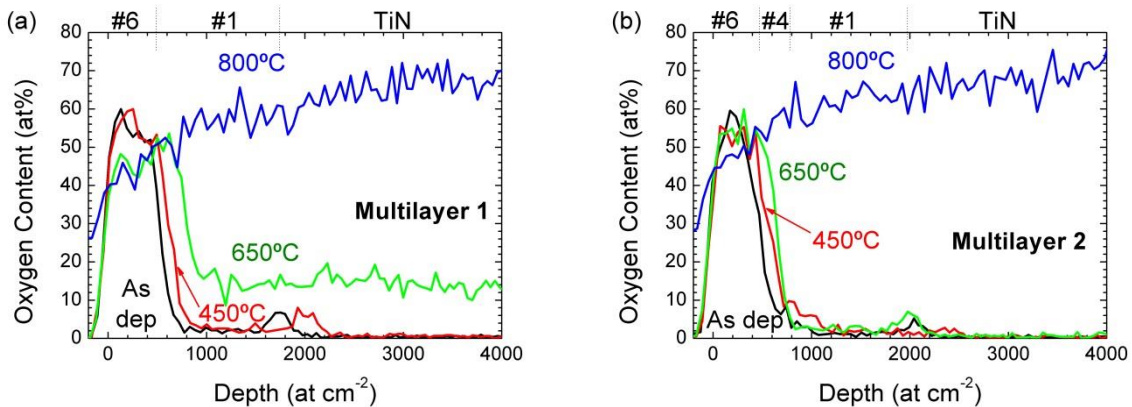 (a) #6 #1 TiN
80
70
60
50
40
30
20
10
0
Oxygen Content (at%)
800ºC
Multilayer 1
650ºC
As
dep
450ºC
0 1000 2000 3000 4000
Depth (at cm-2)
(b) #6 #4 #1 TiN
80
70
60
50
40
30
20
10
0
Oxygen Content (at%)
800ºC
650ºC
450ºC
Multilayer 2
As dep
0 1000 2000 3000 4000
Depth (at cm-2)